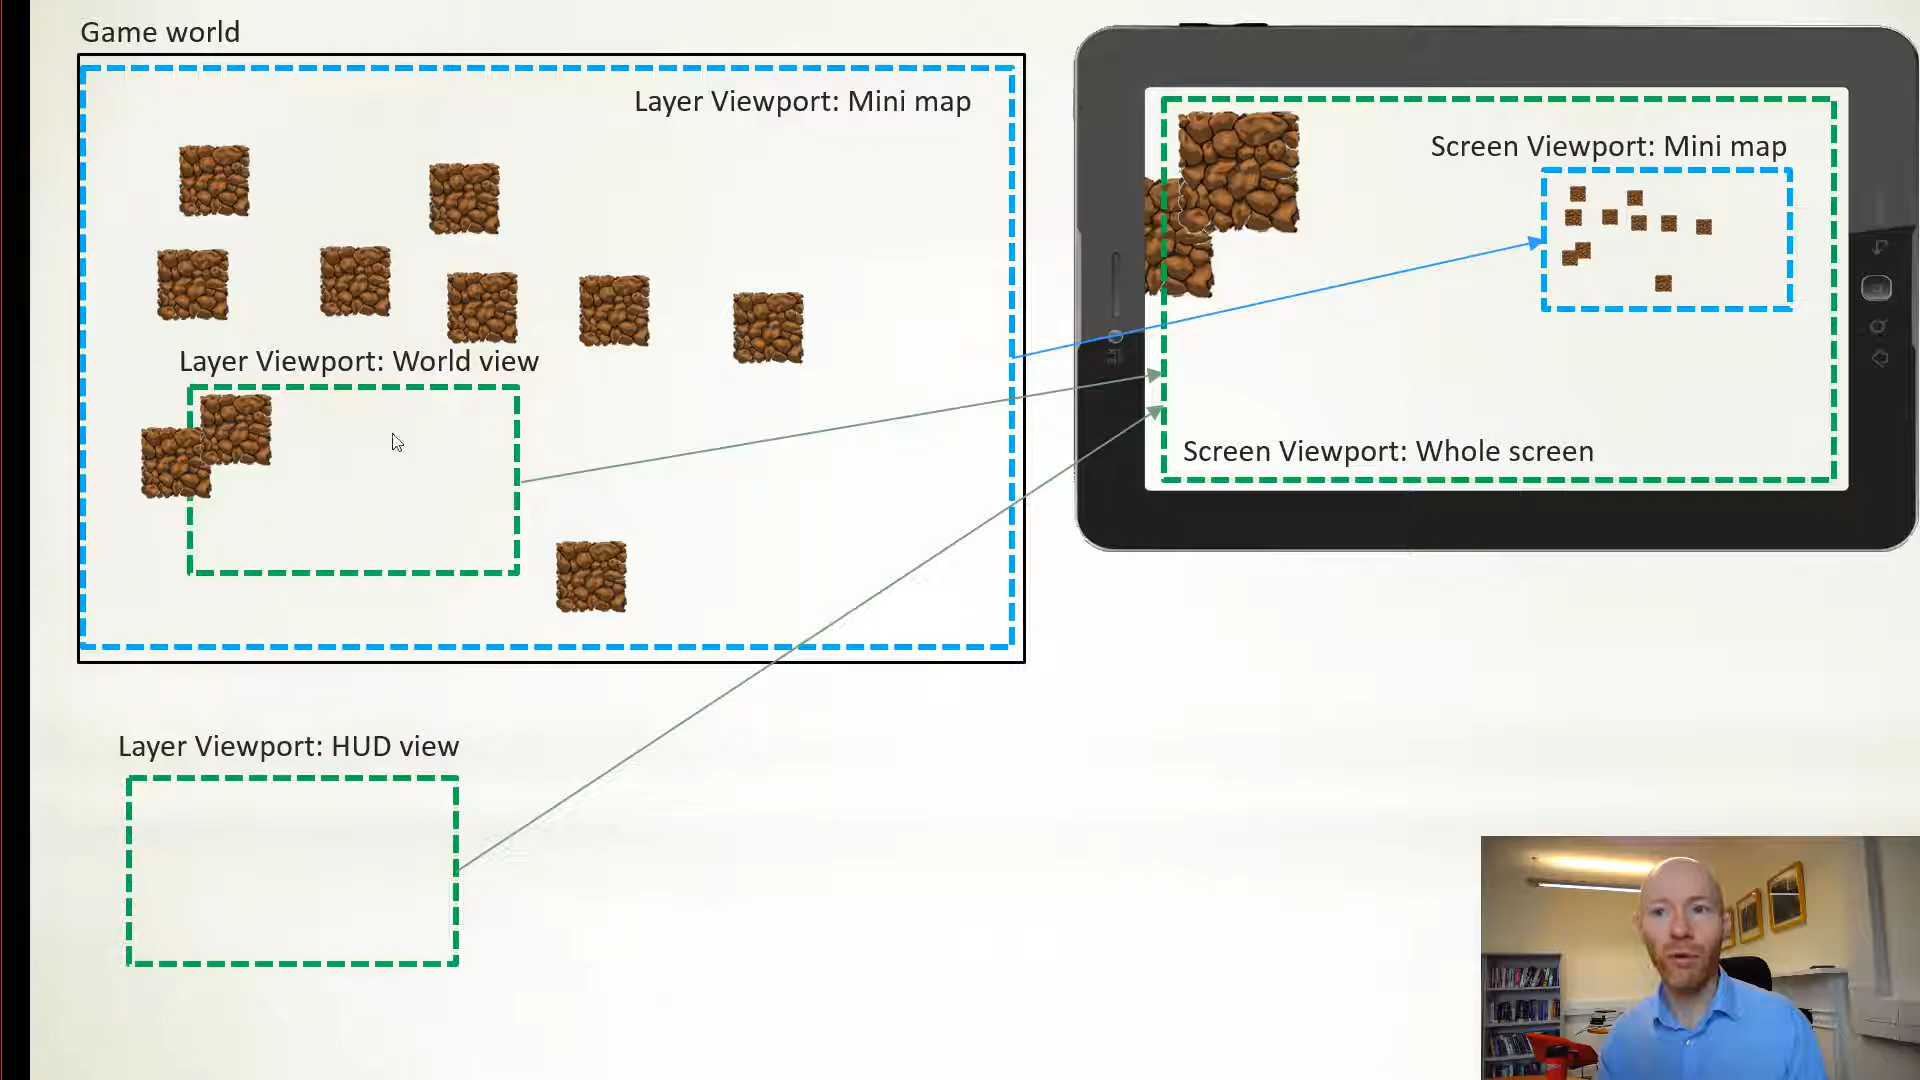 Game world
Layer Viewport: Mini map
Screen Viewport: Mini map
Layer Viewport: World view
Screen Viewport: Whole screen
Layer Viewport: HUD view